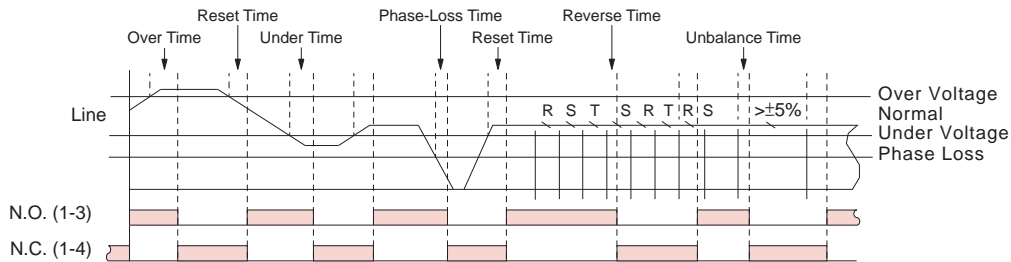 Reset Time Phase-Loss Time Reverse Time
Over Time Under Time Reset Time Unbalance Time
Line
R S T S R T R S >±5%
Over Voltage
Normal
Under Voltage
Phase Loss
N.O. (1-3)
N.C. (1-4)